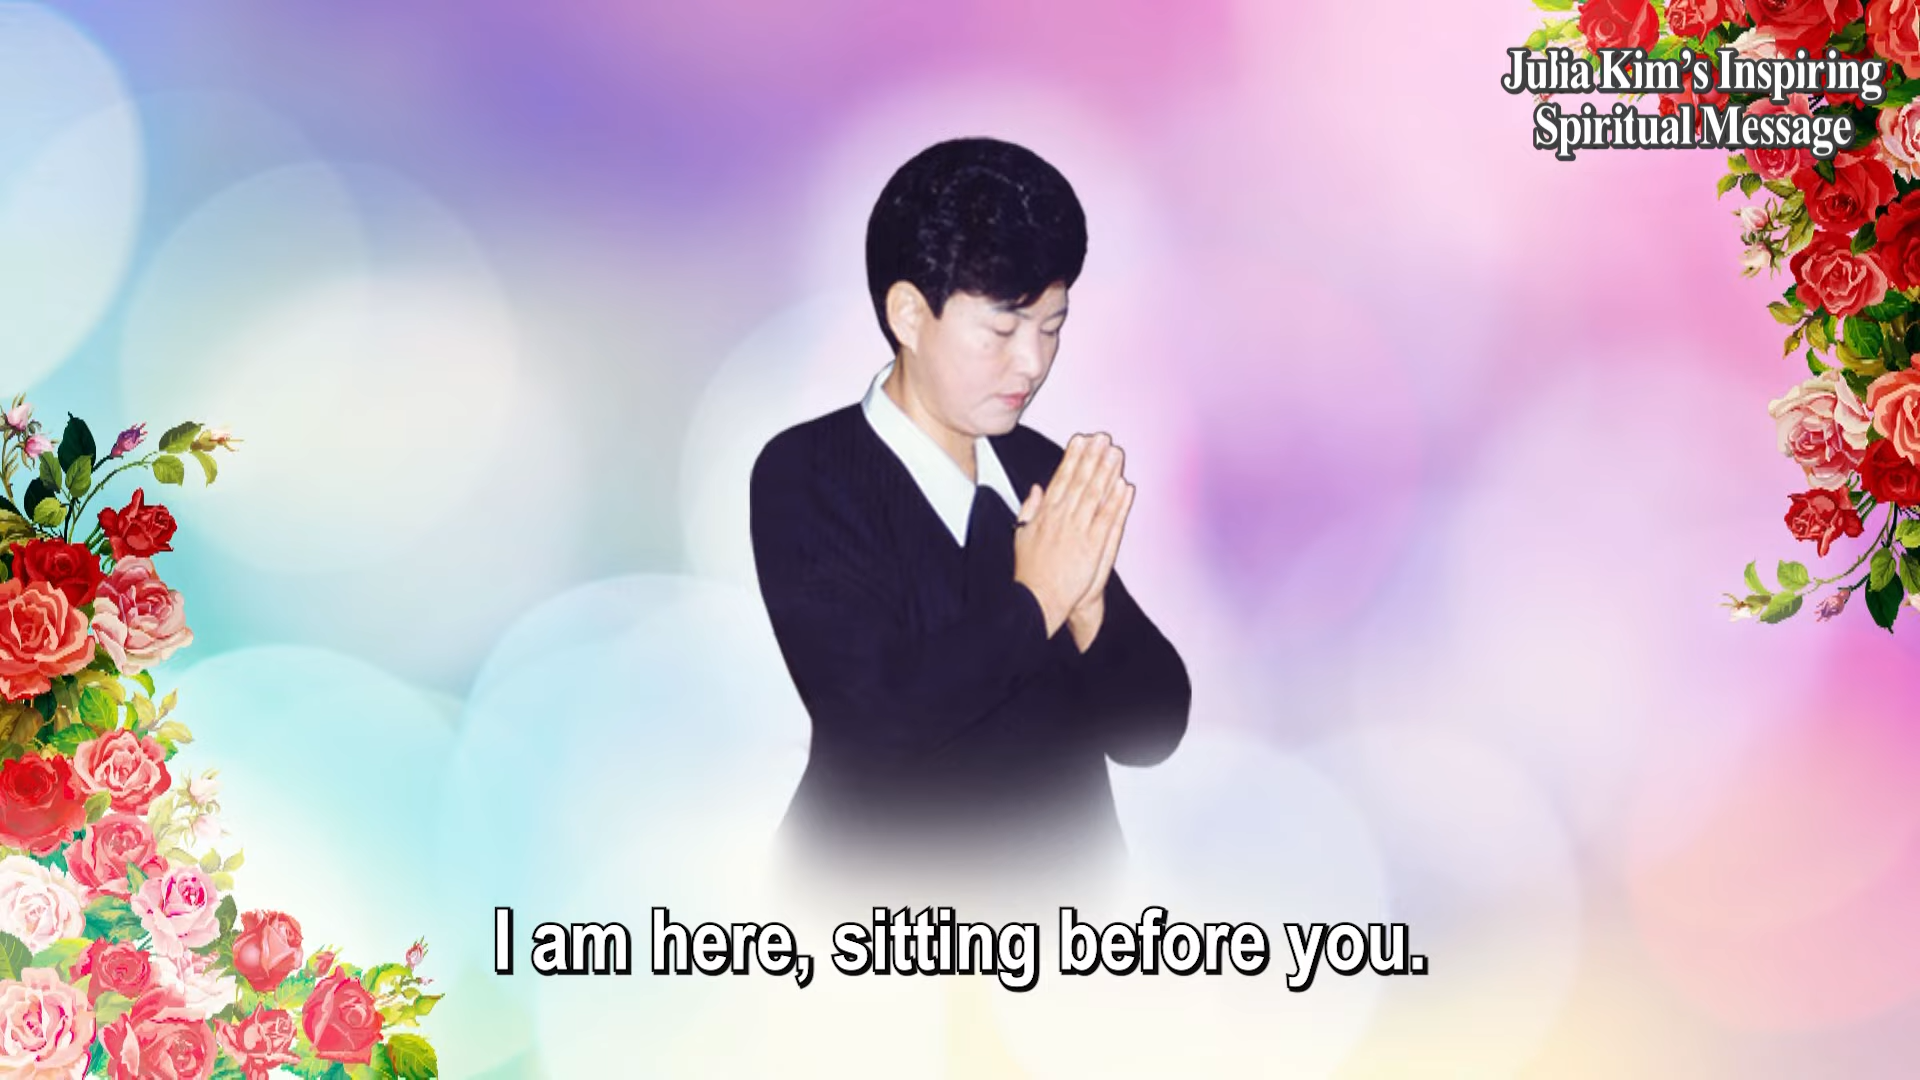 Julia Kim's Inspiring
Spiritual Message
I am here, sitting before you.